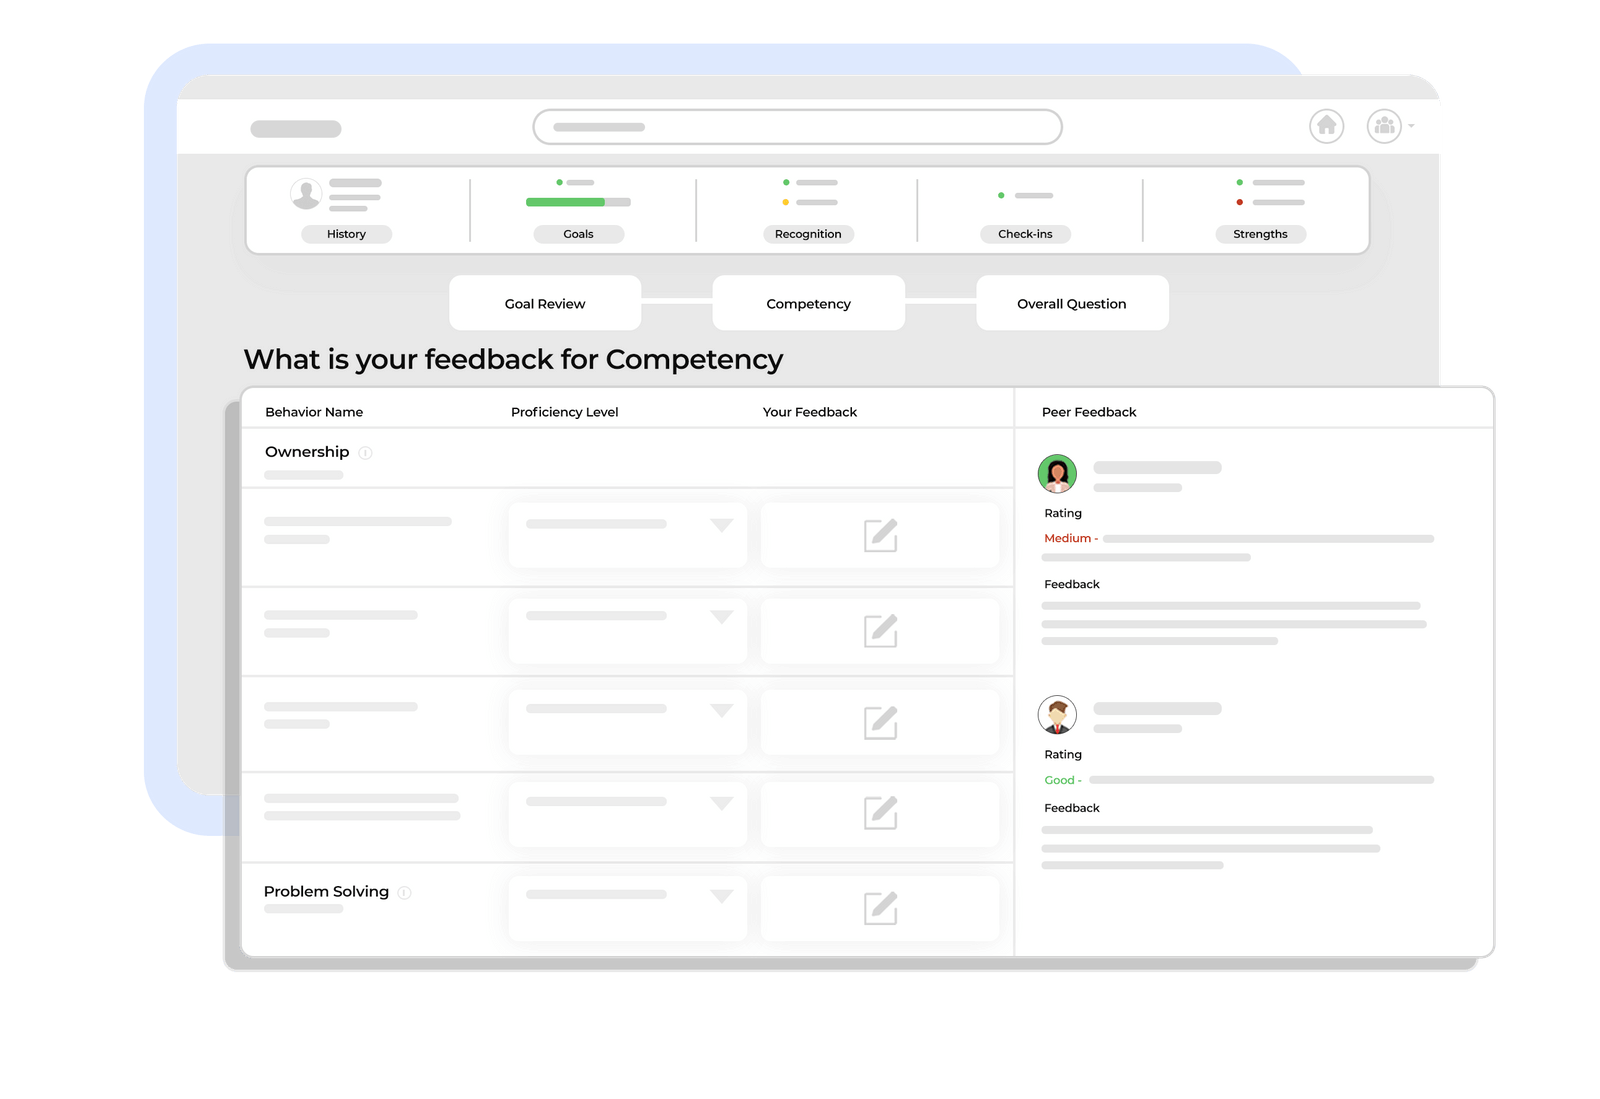 History
Goals
Recognition
Check-ins
Strengths
Goal Review
Competency
Overall Question
What is your feedback for Competency
Behavior Name
Proficiency Level
Your Feedback
Peer Feedback
Ownership
Problem Solving
Rating
Medium -
Feedback
Rating
Good -
Feedback